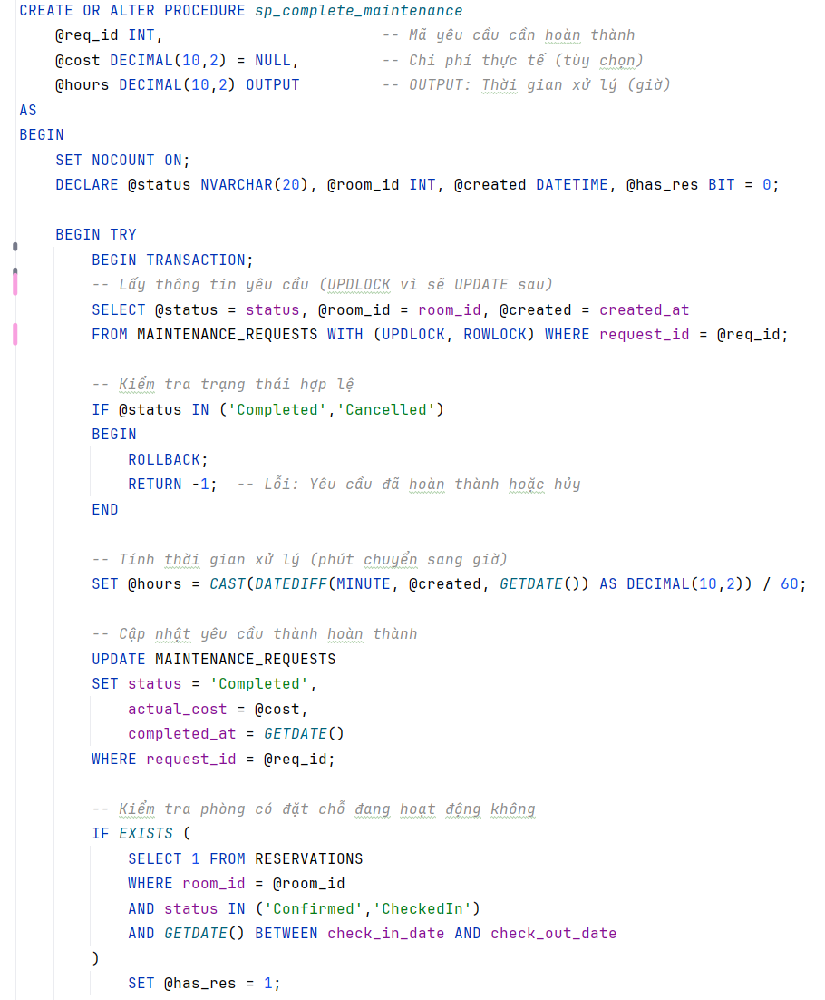 CREATE OR ALTER PROCEDURE sp_complete_maintenance
    @req_id INT,                        -- Mã yêu cầu cần hoàn thành
    @cost DECIMAL(10,2) = NULL,         -- Chi phí thực tế (tùy chọn)
    @hours DECIMAL(10,2) OUTPUT         -- OUTPUT: Thời gian xử lý (giờ)
AS
BEGIN
    SET NOCOUNT ON;
    DECLARE @status NVARCHAR(20), @room_id INT, @created DATETIME, @has_res BIT = 0;

    BEGIN TRY
        BEGIN TRANSACTION;
        -- Lấy thông tin yêu cầu (UPDLOCK vì sẽ UPDATE sau)
        SELECT @status = status, @room_id = room_id, @created = created_at
        FROM MAINTENANCE_REQUESTS WITH (UPDLOCK, ROWLOCK) WHERE request_id = @req_id;

        -- Kiểm tra trạng thái hợp lệ
        IF @status IN ('Completed','Cancelled')
        BEGIN
            ROLLBACK;
            RETURN -1;  -- Lỗi: Yêu cầu đã hoàn thành hoặc hủy
        END

        -- Tính thời gian xử lý (phút chuyển sang giờ)
        SET @hours = CAST(DATEDIFF(MINUTE, @created, GETDATE()) AS DECIMAL(10,2)) / 60;

        -- Cập nhật yêu cầu thành hoàn thành
        UPDATE MAINTENANCE_REQUESTS
        SET status = 'Completed',
            actual_cost = @cost,
            completed_at = GETDATE()
        WHERE request_id = @req_id;

        -- Kiểm tra phòng có đặt chỗ đang hoạt động không
        IF EXISTS (
            SELECT 1 FROM RESERVATIONS
            WHERE room_id = @room_id
            AND status IN ('Confirmed','CheckedIn')
            AND GETDATE() BETWEEN check_in_date AND check_out_date
        )
            SET @has_res = 1;